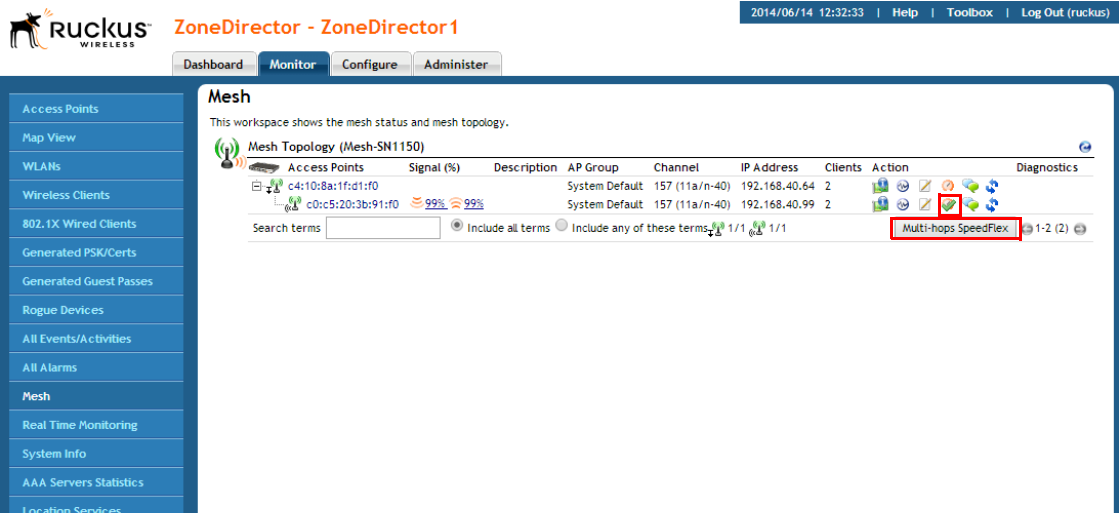 2014/06/14 12:32:33 | Help | Toolbox | Log Out (ruckus)
RUCKUS
WIRELESS
ZoneDirector - ZoneDirector1
Dashboard Monitor Configure Administer
Access Points
Map View
WLANs
Wireless Clients
802.1X Wired Clients
Generated PSK/Certs
Generated Guest Passes
Rogue Devices
All Events/Activities
All Alarms
Mesh
Real Time Monitoring
System Info
AAA Servers Statistics
Location Services
Mesh
This workspace shows the mesh status and mesh topology.
Mesh Topology (Mesh-SN1150)
Access Points Signal (%) Description AP Group Channel IP Address Clients Action Diagnostics
c4:10:8a:1f:d1:f0 System Default 157 (11a/n-40) 192.168.40.64 2
c0:c5:20:3b:91:f0 99% 99% System Default 157 (11a/n-40) 192.168.40.99 2
Search terms Include all terms Include any of these terms 1/1 1/1 Multi-hops SpeedFlex 1-2 (2)